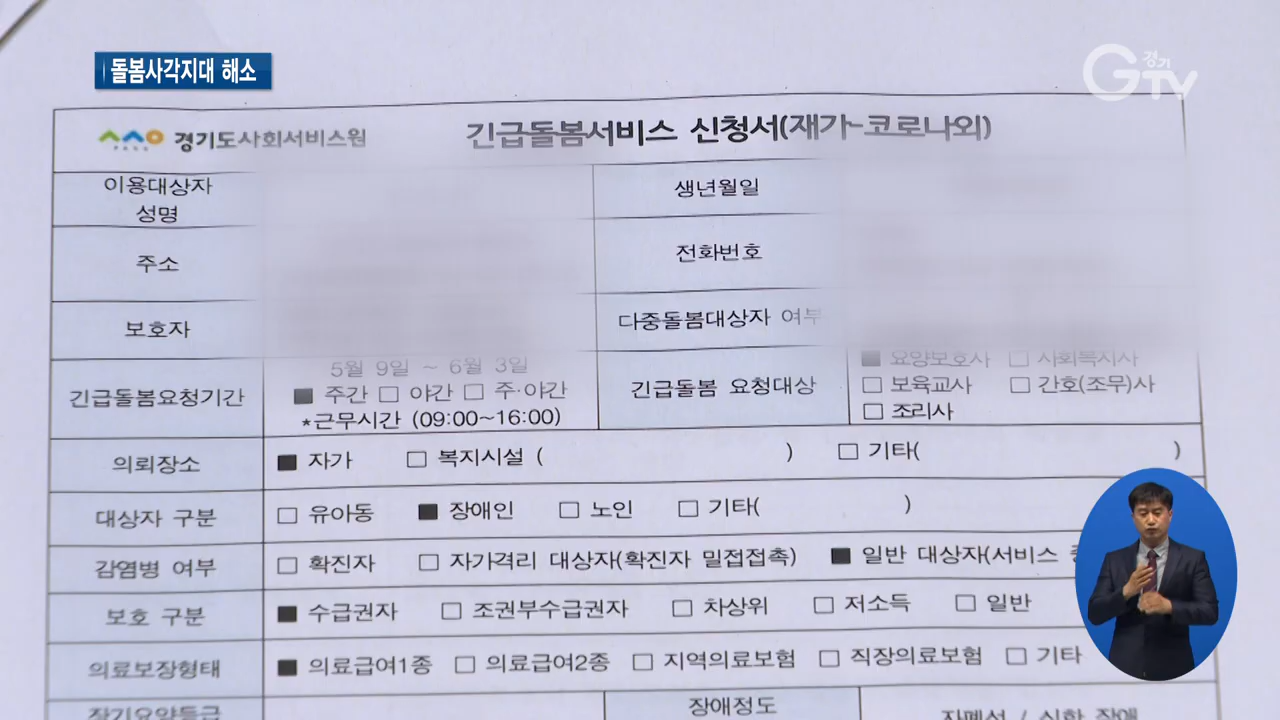 돌봄사각지대 해소
경기
GTV
경기도사회서비스원
긴급돌봄서비스 신청서(재가-코로나외)
이용대상자 성명
생년월일
주소
전화번호
보호자
다중돌봄대상자 여부
긴급돌봄요청기간
5월 9일 ~ 6월 3일
■ 주간 □ 야간 □ 주·야간
*근무시간 (09:00~16:00)
긴급돌봄 요청대상
■ 요양보호사 □ 사회복지사
□ 보육교사 □ 간호(조무)사
□ 조리사
의뢰장소 ■ 자가 □ 복지시설 ( ) □ 기타( )
대상자 구분 □ 유아동 ■ 장애인 □ 노인 □ 기타( )
감염병 여부 □ 확진자 □ 자가격리 대상자(확진자 밀접접촉) ■ 일반 대상자(서비스
보호 구분 ■ 수급권자 □ 조건부수급권자 □ 차상위 □ 저소득 □ 일반
의료보장형태 ■ 의료급여1종 □ 의료급여2종 □ 지역의료보험 □ 직장의료보험 □ 기타
장기요양등급
장애정도